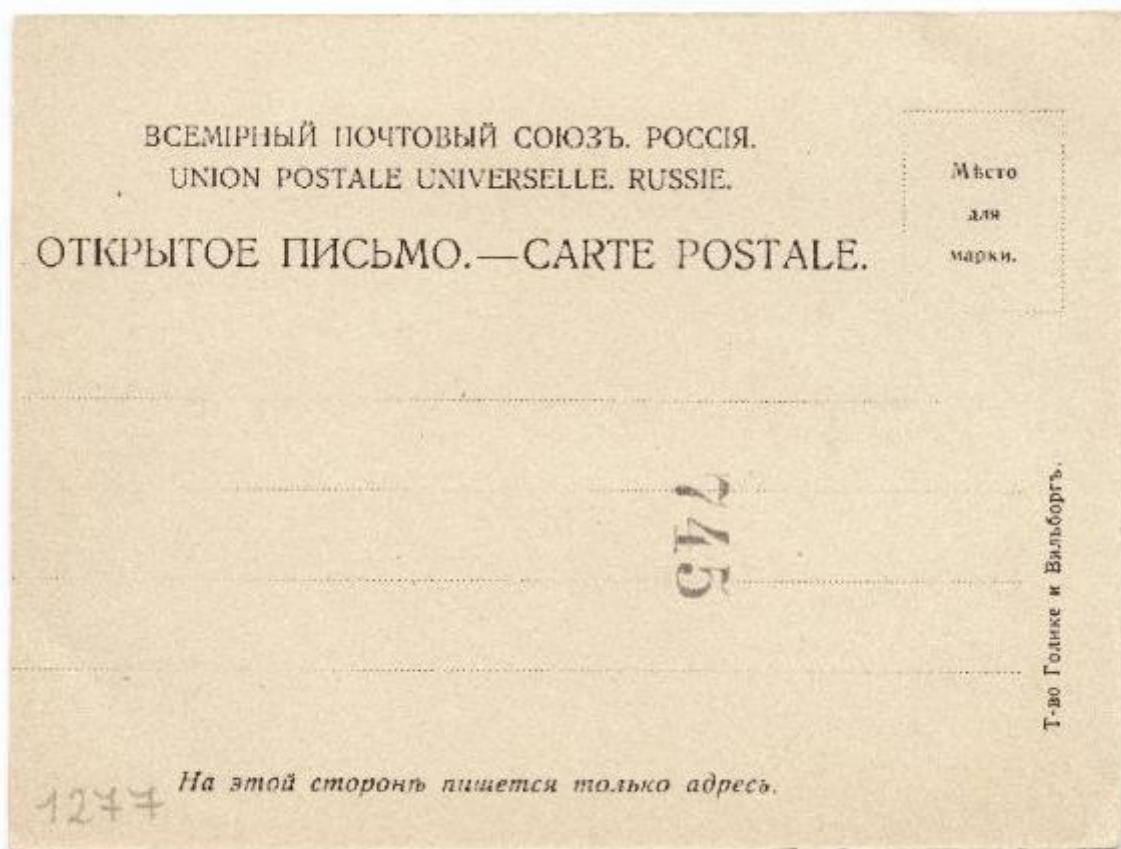 ВСЕМІРНЫЙ ПОЧТОВЫЙ СОЮЗЪ. РОССІЯ.
UNION POSTALE UNIVERSELLE. RUSSIE.
ОТКРЫТОЕ ПИСЬМО.—CARTE POSTALE.
Мѣсто
для
марки.
745
Т-во Голике и Вильборгъ.
На этой сторонѣ пишется только адресъ.
1277